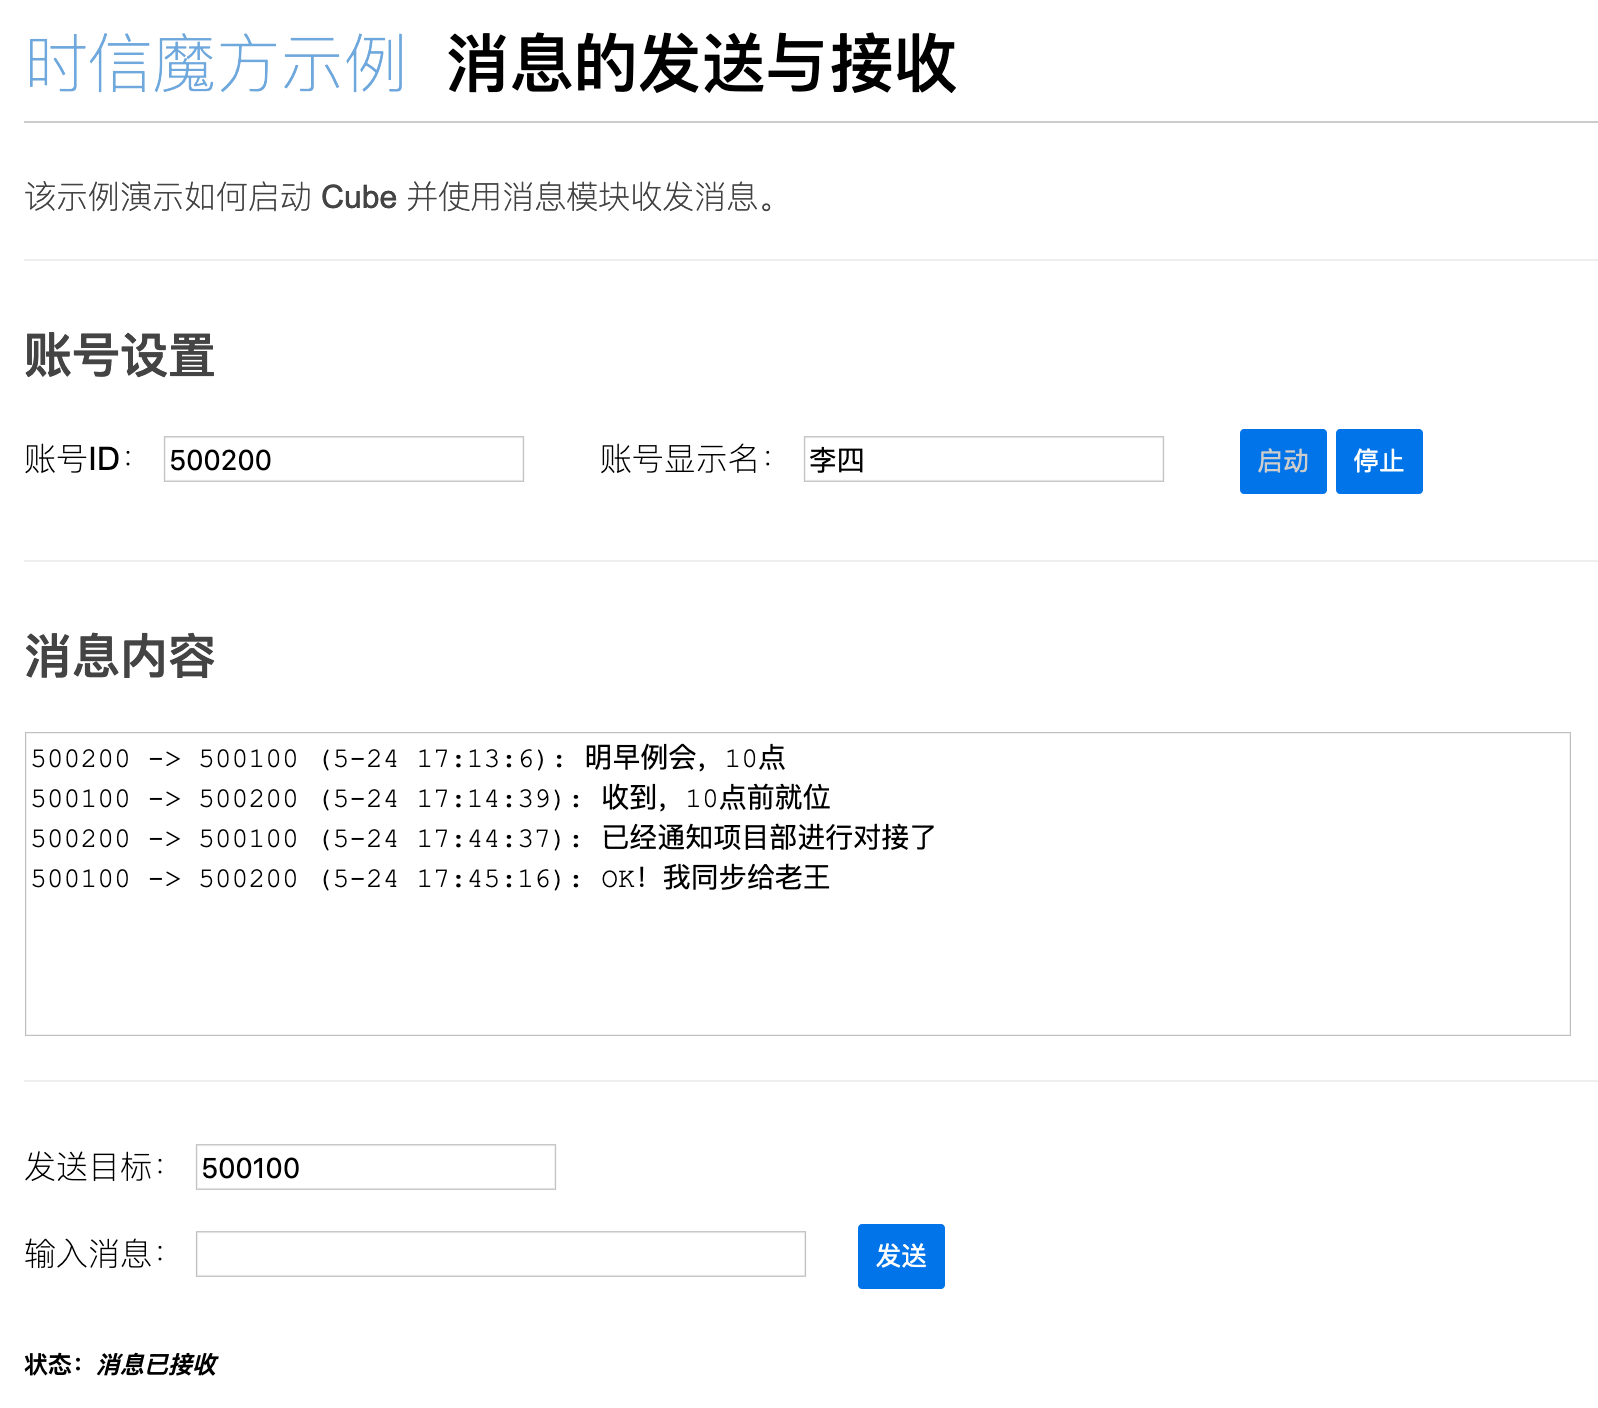 时信魔方示例 消息的发送与接收
该示例演示如何启动 Cube 并使用消息模块收发消息。
账号设置
账号ID： 500200 账号显示名： 李四 启动 停止
消息内容
500200 -> 500100 (5-24 17:13:6): 明早例会，10点
500100 -> 500200 (5-24 17:14:39): 收到，10点前就位
500200 -> 500100 (5-24 17:44:37): 已经通知项目部进行对接了
500100 -> 500200 (5-24 17:45:16): OK！我同步给老王
发送目标： 500100
输入消息： 发送
状态：消息已接收